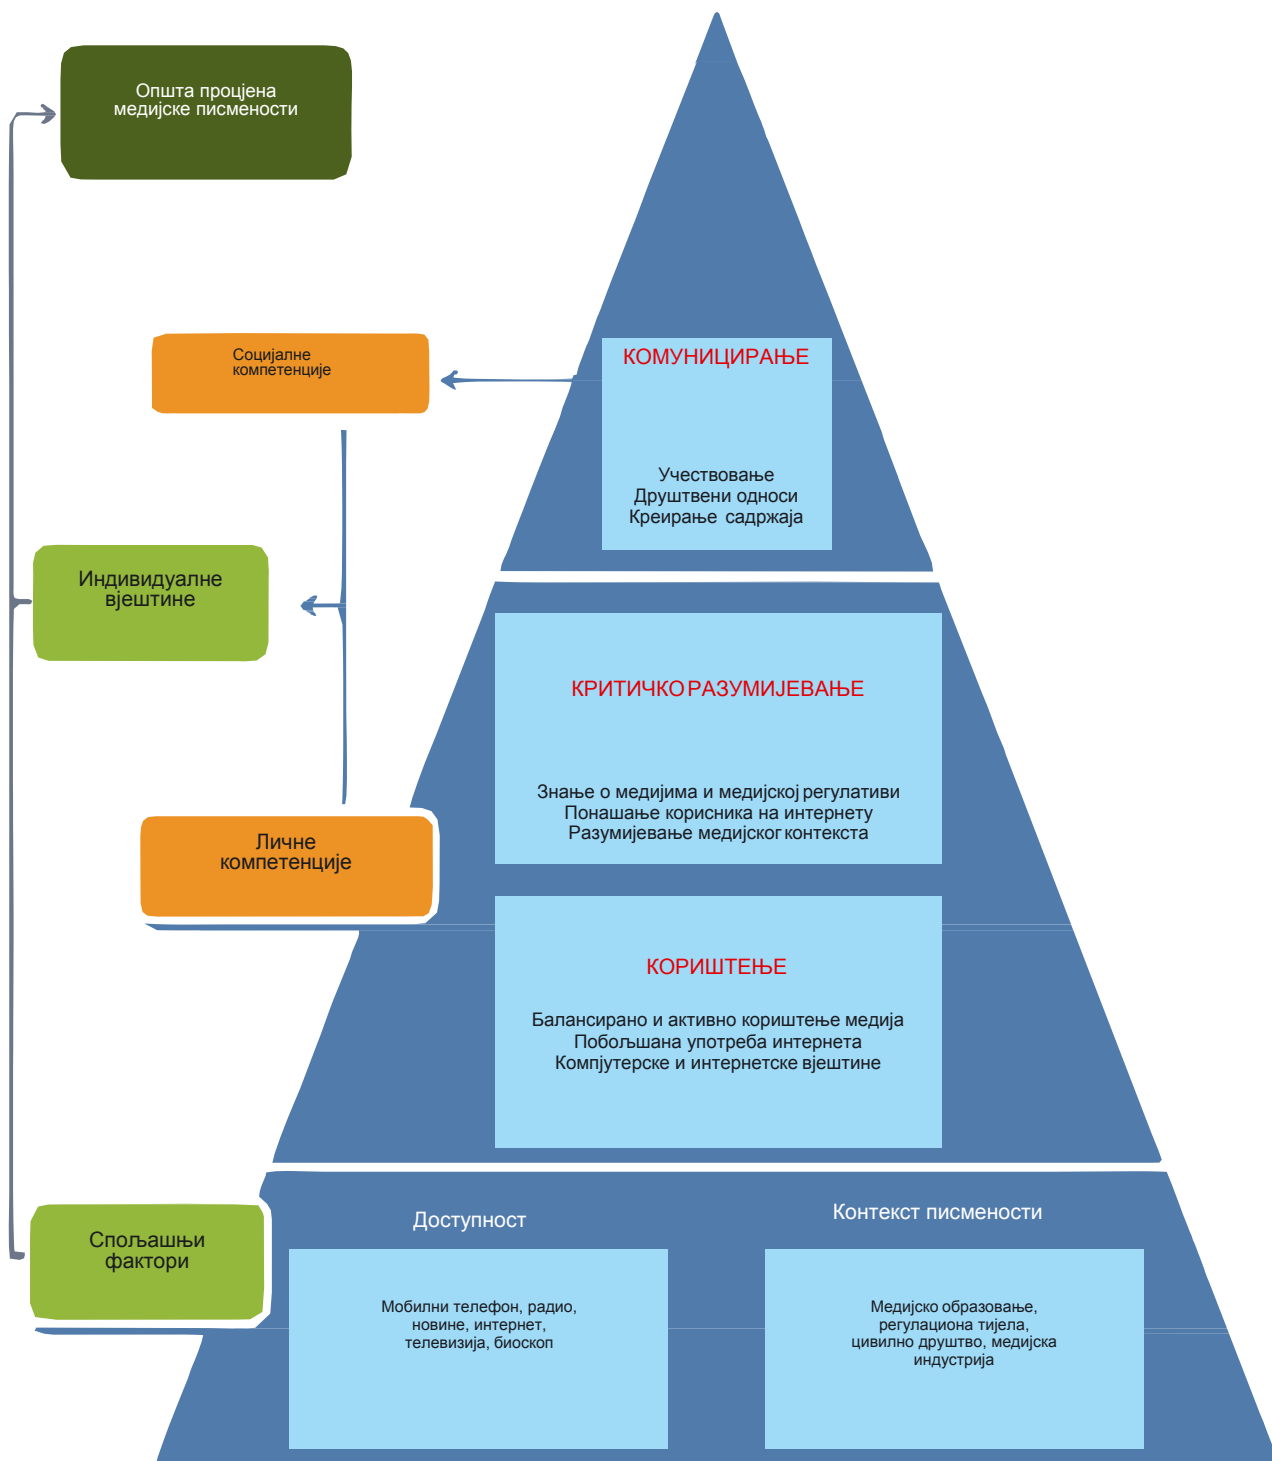 Општа процјена
медијске писмености
Социјалне
компетенције
КОМУНИЦИРАЊЕ
Учествовање
Друштвени односи
Креирање садржаја
Индивидуалне
вјештине
КРИТИЧКО РАЗУМИЈЕВАЊЕ
Знање о медијима и медијској регулативи
Понашање корисника на интернету
Разумијевање медијског контекста
Личне
компетенције
КОРИШТЕЊЕ
Балансирано и активно кориштење медија
Побољшана употреба интернета
Компјутерске и интернетске вјештине
Спољашњи
фактори
Доступност
Мобилни телефон, радио,
новине, интернет,
телевизија, биоскоп
Контекст писмености
Медијско образовање,
регулациона тијела,
цивилно друштво, медијска
индустрија